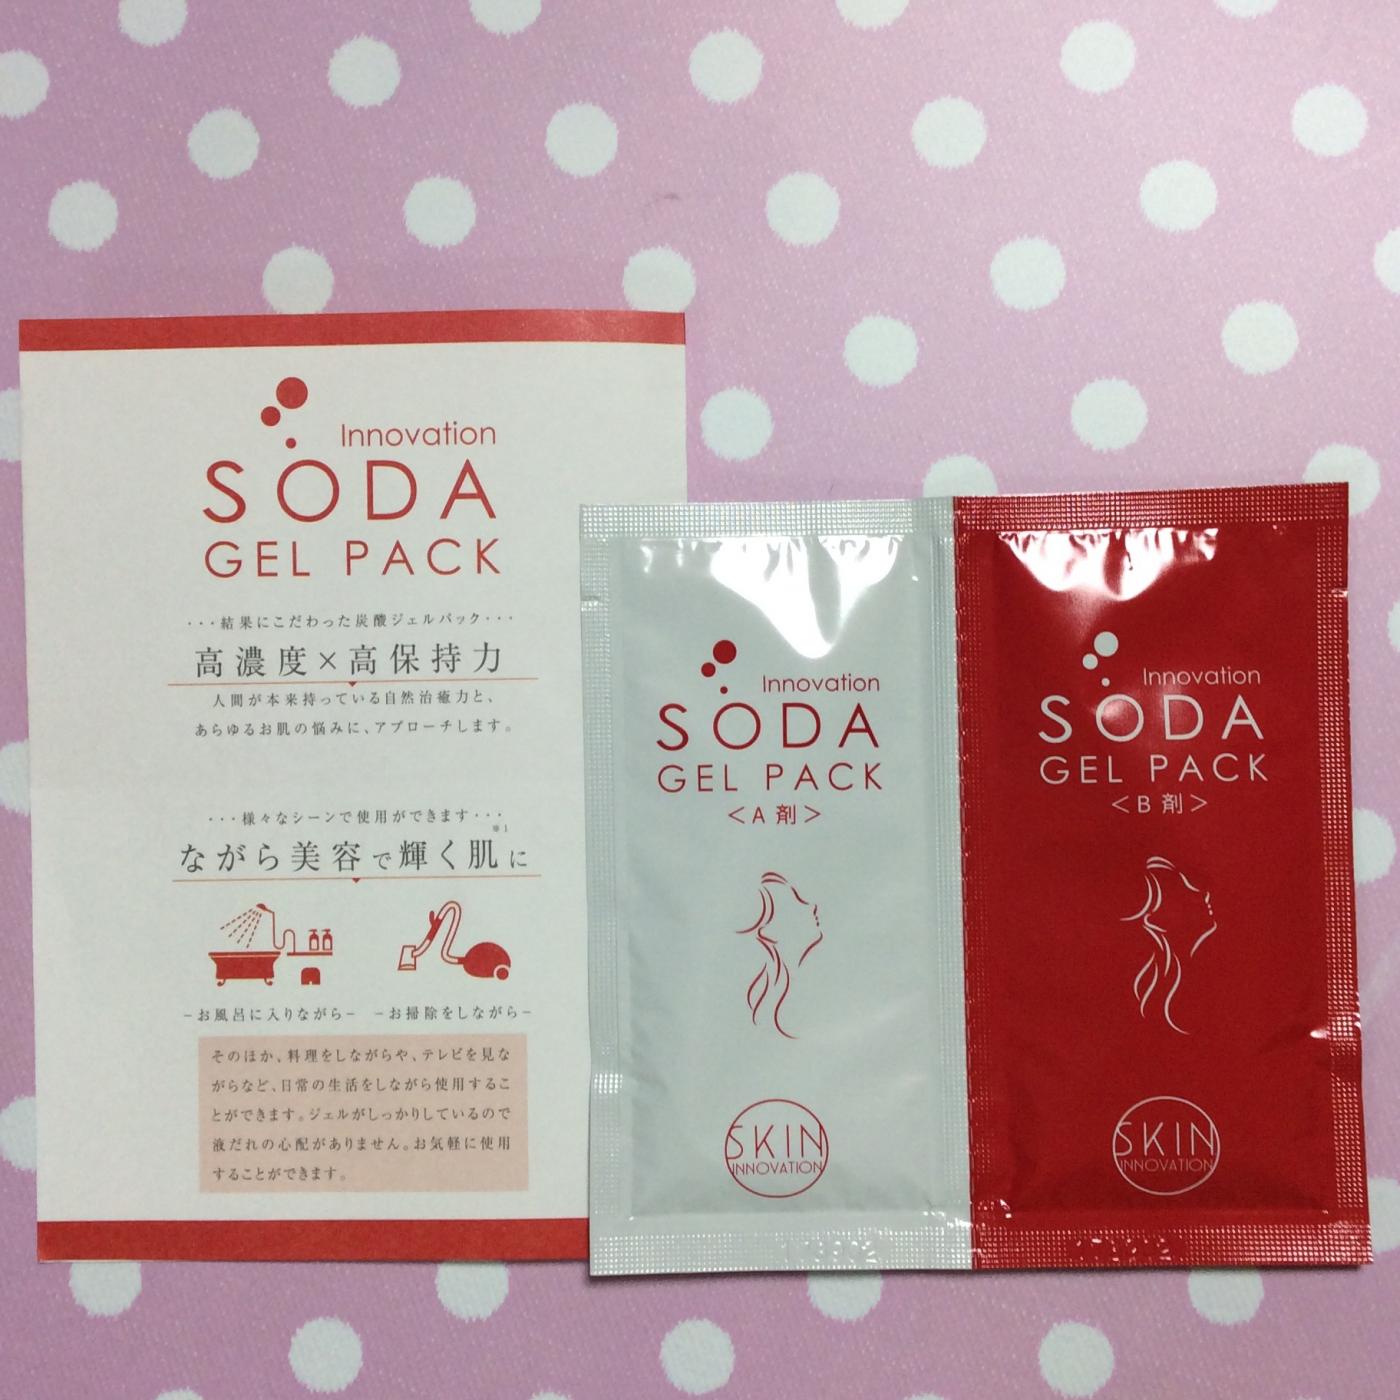 Innovation
SODA
GEL PACK
・・・結果にこだわった炭酸ジェルパック・・・
高濃度×高保持力
人間が本来持っている自然治癒力と、
あらゆるお肌の悩みに、アプローチします。
・・・様々なシーンで使用ができます・・・
※1
ながら美容で輝く肌に
−お風呂に入りながら−
−お掃除をしながら−
そのほか、料理をしながらや、テレビを見な
がらなど、日常の生活をしながら使用するこ
とができます。ジェルがしっかりしているので
液だれの心配がありません。お気軽に使用
することができます。
Innovation
SODA
GEL PACK
＜A剤＞
SKIN
INNOVATION
Innovation
SODA
GEL PACK
＜B剤＞
SKIN
INNOVATION